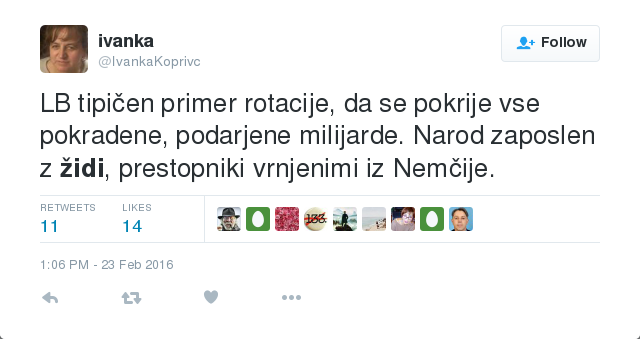 ivanka
@IvankaKoprivc
Follow
LB tipičen primer rotacije, da se pokrije vse
pokradene, podarjene milijarde. Narod zaposlen
z židi, prestopniki vrnjenimi iz Nemčije.
RETWEETS
LIKES
11
14
1:06 PM - 23 Feb 2016